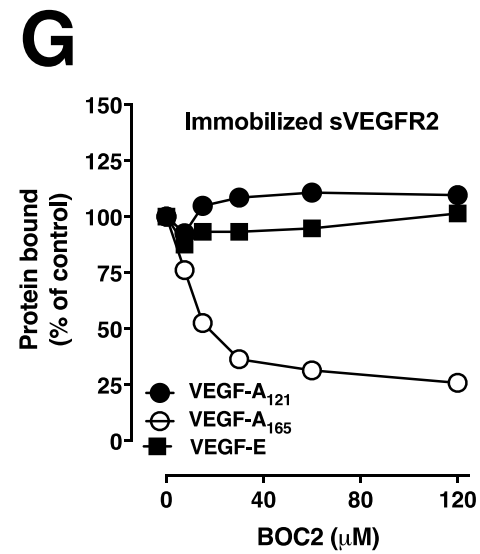 G
Immobilized sVEGFR2
Protein bound
(% of control)
150
125
100
75
50
25
0
VEGF-A121
VEGF-A165
VEGF-E
0 40 80 120
BOC2 (μM)